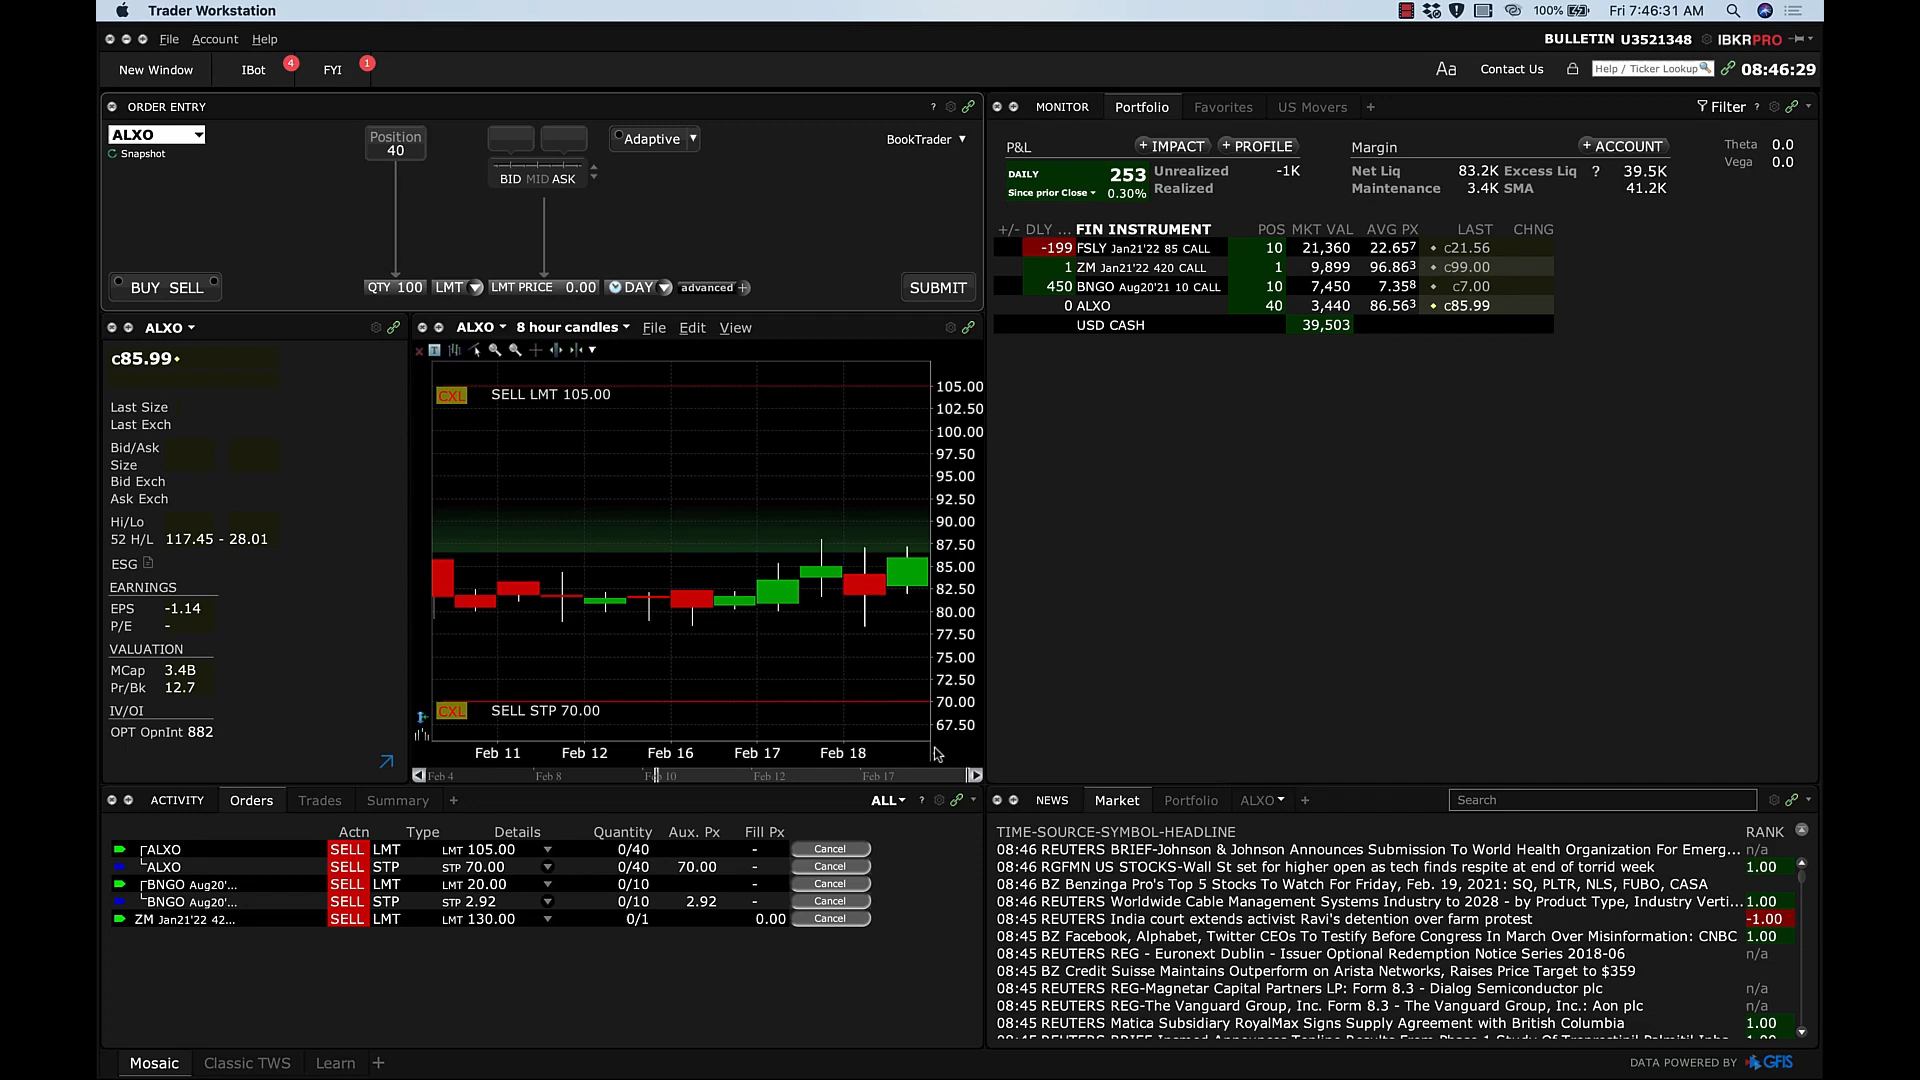 Trader Workstation
100%
Fri 7:46:31 AM
File Account Help
BULLETIN U3521348 IBKRPRO
New Window IBot 4 FYI 1
Aa Contact Us Help / Ticker Lookup 08:46:29
ORDER ENTRY ?
ALXO
Snapshot
Position
40
Adaptive
BookTrader
BID MID ASK
BUY SELL
QTY 100 LMT LMT PRICE 0.00 DAY advanced +
SUBMIT
MONITOR Portfolio Favorites US Movers +
Filter ?
P&L
+ IMPACT + PROFILE
Margin
+ ACCOUNT
Theta 0.0
Vega 0.0
DAILY 253 Unrealized -1K
Since prior Close 0.30% Realized
Net Liq 83.2K Excess Liq ? 39.5K
Maintenance 3.4K SMA 41.2K
+/- DLY ... FIN INSTRUMENT POS MKT VAL AVG PX LAST CHNG
-199 FSLY Jan21'22 85 CALL 10 21,360 22.657 c21.56
1 ZM Jan21'22 420 CALL 1 9,899 96.863 c99.00
450 BNGO Aug20'21 10 CALL 10 7,450 7.358 c7.00
0 ALXO 40 3,440 86.563 c85.99
USD CASH 39,503
ALXO
c85.99
Last Size
Last Exch
Bid/Ask
Size
Bid Exch
Ask Exch
Hi/Lo
52 H/L 117.45 - 28.01
ESG
EARNINGS
EPS -1.14
P/E -
VALUATION
MCap 3.4B
Pr/Bk 12.7
IV/OI
OPT OpnInt 882
ALXO 8 hour candles File Edit View
CXL SELL LMT 105.00
105.00
102.50
100.00
97.50
95.00
92.50
90.00
87.50
85.00
82.50
80.00
77.50
75.00
72.50
70.00
67.50
CXL SELL STP 70.00
Feb 11 Feb 12 Feb 16 Feb 17 Feb 18
Feb 4 Feb 8 Feb 10 Feb 12 Feb 17
ACTIVITY Orders Trades Summary +
ALL ?
Actn Type Details Quantity Aux. Px Fill Px
ALXO SELL LMT LMT 105.00 0/40 - Cancel
ALXO SELL STP STP 70.00 0/40 70.00 - Cancel
BNGO Aug20'... SELL LMT LMT 20.00 0/10 - Cancel
BNGO Aug20'... SELL STP STP 2.92 0/10 2.92 - Cancel
ZM Jan21'22 42... SELL LMT LMT 130.00 0/1 0.00 Cancel
NEWS Market Portfolio ALXO +
Search
TIME-SOURCE-SYMBOL-HEADLINE RANK
08:46 REUTERS BRIEF-Johnson & Johnson Announces Submission To World Health Organization For Emerg... n/a
08:46 RGFMN US STOCKS-Wall St set for higher open as tech finds respite at end of torrid week 1.00
08:46 BZ Benzinga Pro's Top 5 Stocks To Watch For Friday, Feb. 19, 2021: SQ, PLTR, NLS, FUBO, CASA
08:46 REUTERS Worldwide Cable Management Systems Industry to 2028 - by Product Type, Industry Verti... 1.00
08:45 REUTERS India court extends activist Ravi's detention over farm protest -1.00
08:45 BZ Facebook, Alphabet, Twitter CEOs To Testify Before Congress In March Over Misinformation: CNBC 1.00
08:45 REUTERS REG - Euronext Dublin - Issuer Optional Redemption Notice Series 2018-06 n/a
08:45 BZ Credit Suisse Maintains Outperform on Arista Networks, Raises Price Target to $359
08:45 REUTERS REG-Magnetar Capital Partners LP: Form 8.3 - Dialog Semiconductor plc n/a
08:45 REUTERS REG-The Vanguard Group, Inc. Form 8.3 - The Vanguard Group, Inc.: Aon plc n/a
08:45 REUTERS Matica Subsidiary RoyalMax Signs Supply Agreement with British Columbia 1.00
Mosaic Classic TWS Learn +
DATA POWERED BY GFIS